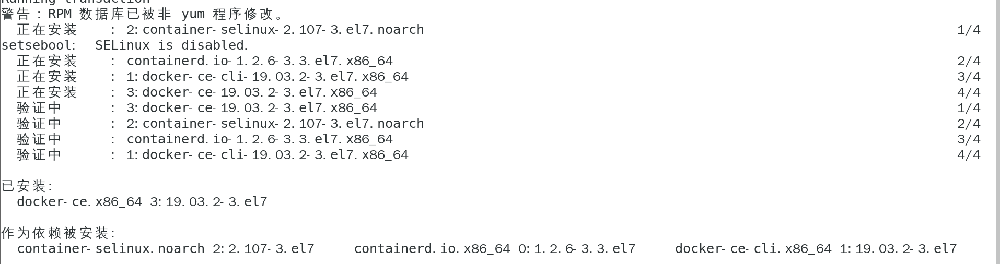 Running transaction
警告：RPM 数据库已被非 yum 程序修改。
正在安装 : 2:container-selinux-2.107-3.el7.noarch 1/4
setsebool: SELinux is disabled.
正在安装 : containerd.io-1.2.6-3.3.el7.x86_64 2/4
正在安装 : 1:docker-ce-cli-19.03.2-3.el7.x86_64 3/4
正在安装 : 3:docker-ce-19.03.2-3.el7.x86_64 4/4
验证中 : 3:docker-ce-19.03.2-3.el7.x86_64 1/4
验证中 : 2:container-selinux-2.107-3.el7.noarch 2/4
验证中 : containerd.io-1.2.6-3.3.el7.x86_64 3/4
验证中 : 1:docker-ce-cli-19.03.2-3.el7.x86_64 4/4
已安装:
docker-ce.x86_64 3:19.03.2-3.el7
作为依赖被安装:
container-selinux.noarch 2:2.107-3.el7 containerd.io.x86_64 0:1.2.6-3.3.el7 docker-ce-cli.x86_64 1:19.03.2-3.el7